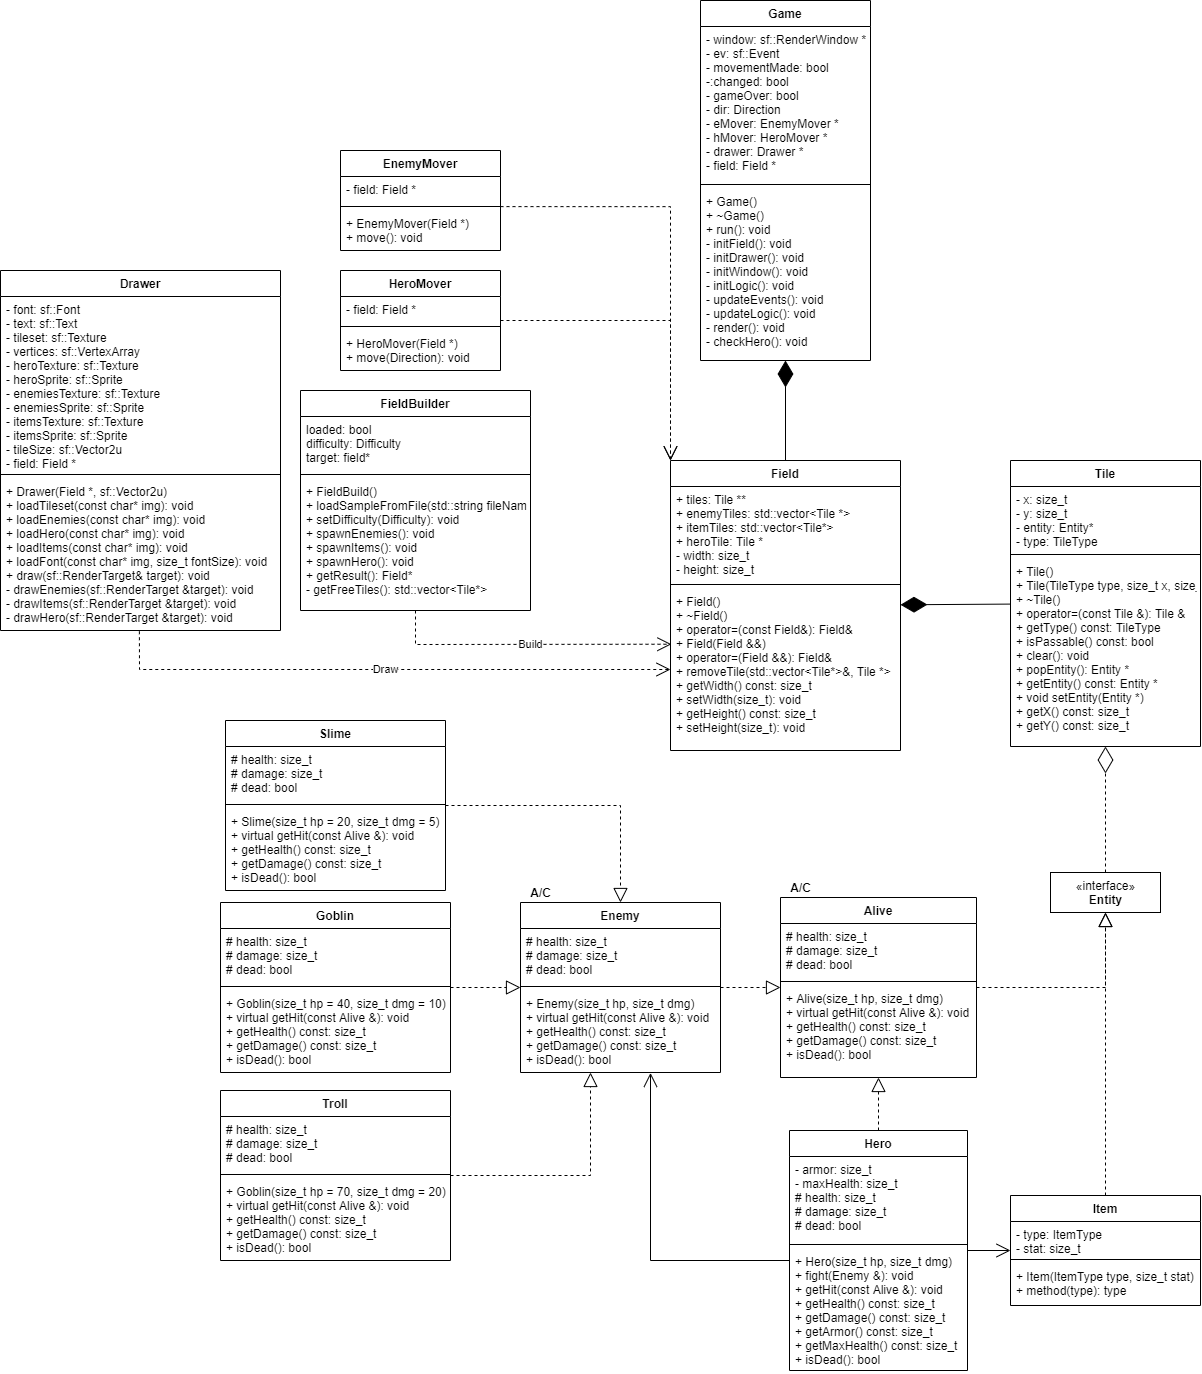 Game
- window: sf::RenderWindow *
- ev: sf::Event
- movementMade: bool
-:changed: bool
- gameOver: bool
- dir: Direction
- eMover: EnemyMover *
- hMover: HeroMover *
- drawer: Drawer *
- field: Field *
+ Game()
+ ~Game()
+ run(): void
- initField(): void
- initDrawer(): void
- initWindow(): void
- initLogic(): void
- updateEvents(): void
- updateLogic(): void
- render(): void
- checkHero(): void
EnemyMover
- field: Field *
+ EnemyMover(Field *)
+ move(): void
HeroMover
- field: Field *
+ HeroMover(Field *)
+ move(Direction): void
Drawer
- font: sf::Font
- text: sf::Text
- tileset: sf::Texture
- vertices: sf::VertexArray
- heroTexture: sf::Texture
- heroSprite: sf::Sprite
- enemiesTexture: sf::Texture
- enemiesSprite: sf::Sprite
- itemsTexture: sf::Texture
- itemsSprite: sf::Sprite
- tileSize: sf::Vector2u
- field: Field *
+ Drawer(Field *, sf::Vector2u)
+ loadTileset(const char* img): void
+ loadEnemies(const char* img): void
+ loadHero(const char* img): void
+ loadItems(const char* img): void
+ loadFont(const char* img, size_t fontSize): void
+ draw(sf::RenderTarget& target): void
- drawEnemies(sf::RenderTarget &target): void
- drawItems(sf::RenderTarget &target): void
- drawHero(sf::RenderTarget &target): void
FieldBuilder
loaded: bool
difficulty: Difficulty
target: field*
+ FieldBuild()
+ loadSampleFromFile(std::string fileNam
+ setDifficulty(Difficulty): void
+ spawnEnemies(): void
+ spawnItems(): void
+ spawnHero(): void
+ getResult(): Field*
- getFreeTiles(): std::vector<Tile*>
Build
Draw
Field
+ tiles: Tile **
+ enemyTiles: std::vector<Tile *>
+ itemTiles: std::vector<Tile*>
+ heroTile: Tile *
- width: size_t
- height: size_t
+ Field()
+ ~Field()
+ operator=(const Field&): Field&
+ Field(Field &&)
+ operator=(Field &&): Field&
+ removeTile(std::vector<Tile*>&, Tile *>
+ getWidth() const: size_t
+ setWidth(size_t): void
+ getHeight() const: size_t
+ setHeight(size_t): void
Tile
- x: size_t
- y: size_t
- entity: Entity*
- type: TileType
+ Tile()
+ Tile(TileType type, size_t x, size_
+ ~Tile()
+ operator=(const Tile &): Tile &
+ getType() const: TileType
+ isPassable() const: bool
+ clear(): void
+ popEntity(): Entity *
+ getEntity() const: Entity *
+ void setEntity(Entity *)
+ getX() const: size_t
+ getY() const: size_t
Slime
# health: size_t
# damage: size_t
# dead: bool
+ Slime(size_t hp = 20, size_t dmg = 5)
+ virtual getHit(const Alive &): void
+ getHealth() const: size_t
+ getDamage() const: size_t
+ isDead(): bool
Goblin
# health: size_t
# damage: size_t
# dead: bool
+ Goblin(size_t hp = 40, size_t dmg = 10)
+ virtual getHit(const Alive &): void
+ getHealth() const: size_t
+ getDamage() const: size_t
+ isDead(): bool
Troll
# health: size_t
# damage: size_t
# dead: bool
+ Goblin(size_t hp = 70, size_t dmg = 20)
+ virtual getHit(const Alive &): void
+ getHealth() const: size_t
+ getDamage() const: size_t
+ isDead(): bool
A/C
Enemy
# health: size_t
# damage: size_t
# dead: bool
+ Enemy(size_t hp, size_t dmg)
+ virtual getHit(const Alive &): void
+ getHealth() const: size_t
+ getDamage() const: size_t
+ isDead(): bool
A/C
Alive
# health: size_t
# damage: size_t
# dead: bool
+ Alive(size_t hp, size_t dmg)
+ virtual getHit(const Alive &): void
+ getHealth() const: size_t
+ getDamage() const: size_t
+ isDead(): bool
«interface»
Entity
Hero
- armor: size_t
- maxHealth: size_t
# health: size_t
# damage: size_t
# dead: bool
+ Hero(size_t hp, size_t dmg)
+ fight(Enemy &): void
+ getHit(const Alive &): void
+ getHealth() const: size_t
+ getDamage() const: size_t
+ getArmor() const: size_t
+ getMaxHealth() const: size_t
+ isDead(): bool
Item
- type: ItemType
- stat: size_t
+ Item(ItemType type, size_t stat)
+ method(type): type